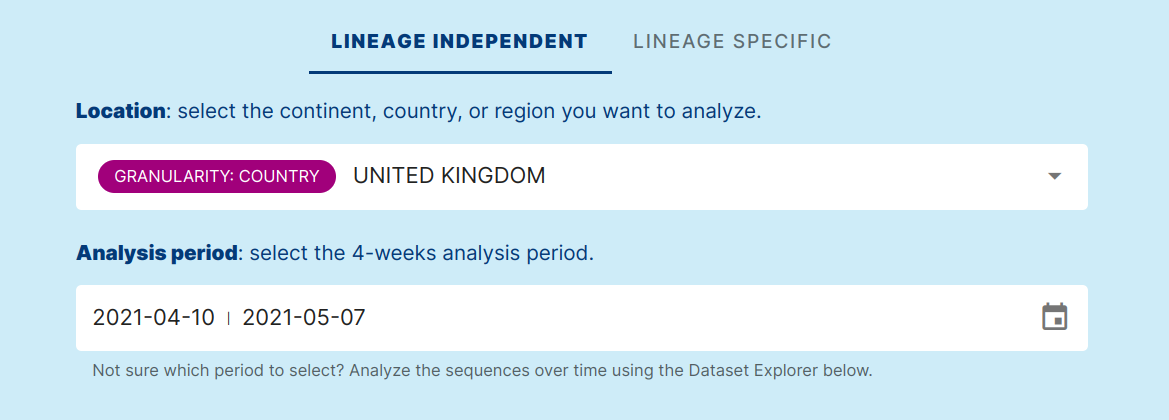 LINEAGE INDEPENDENT LINEAGE SPECIFIC
Location: select the continent, country, or region you want to analyze.
GRANULARITY: COUNTRY UNITED KINGDOM
Analysis period: select the 4-weeks analysis period.
2021-04-10 | 2021-05-07
Not sure which period to select? Analyze the sequences over time using the Dataset Explorer below.